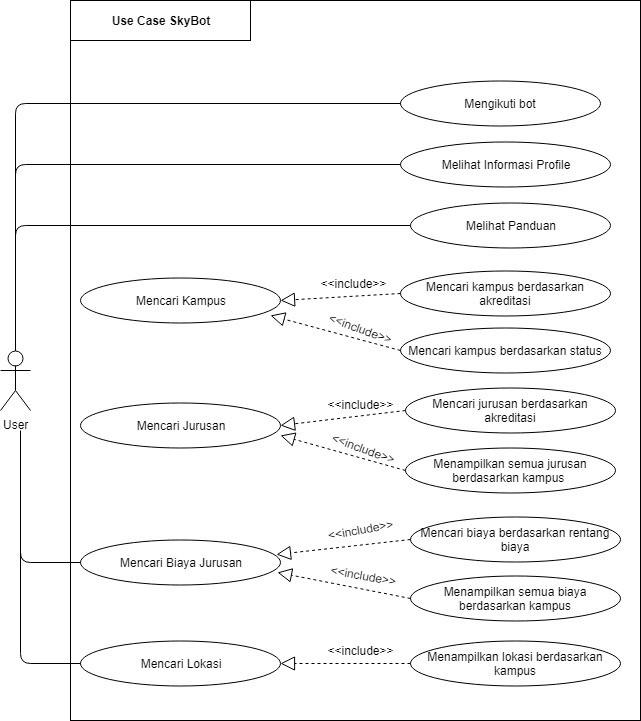 Use Case SkyBot
Mengikuti bot
Melihat Informasi Profile
Melihat Panduan
<<include>>
Mencari kampus berdasarkan
akreditasi
Mencari Kampus
<<include>>
Mencari kampus berdasarkan status
User
<<include>>
Mencari jurusan berdasarkan
akreditasi
Mencari Jurusan
<<include>>
Menampilkan semua jurusan
berdasarkan kampus
<<include>>
Mencari biaya berdasarkan rentang
biaya
Mencari Biaya Jurusan
<<include>>
Menampilkan semua biaya
berdasarkan kampus
<<include>>
Mencari Lokasi
Menampilkan lokasi berdasarkan
kampus